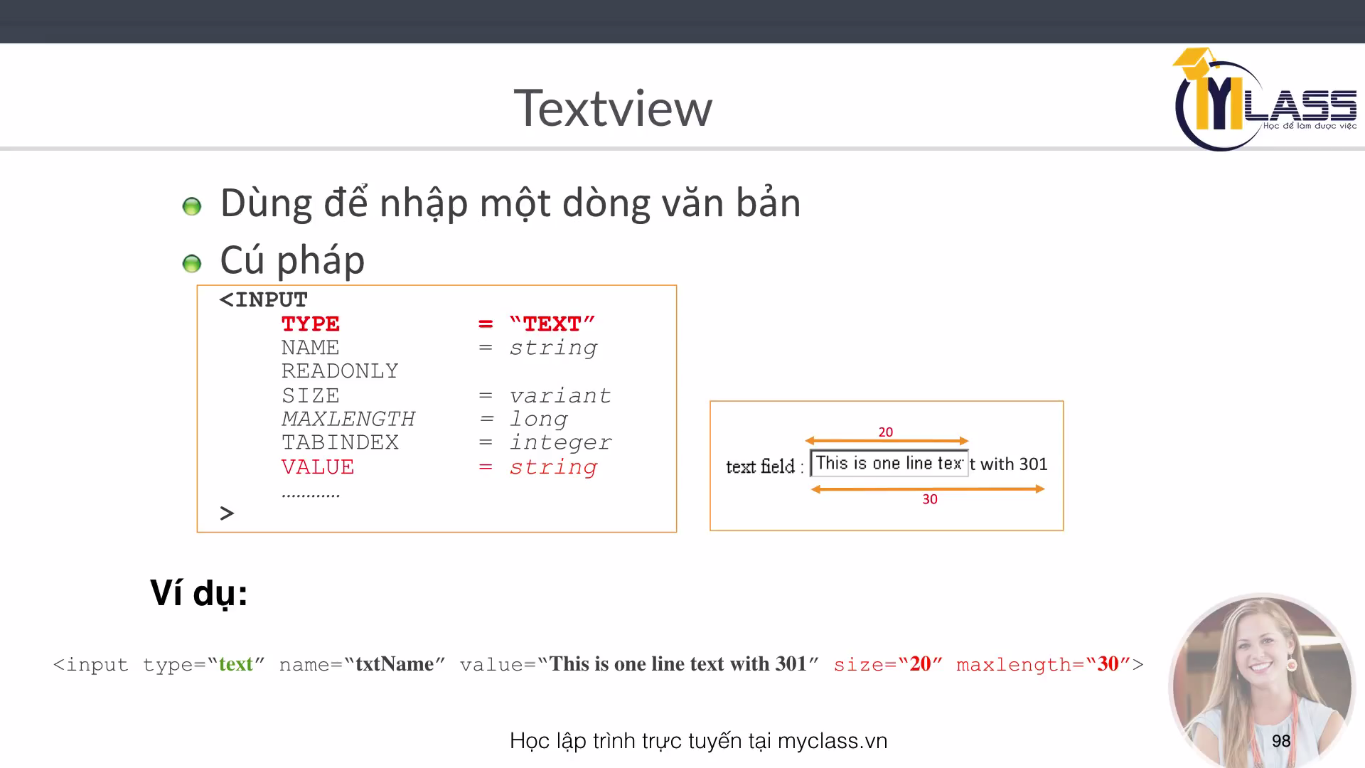 Textview
MYLASS
Học để làm được việc
Dùng để nhập một dòng văn bản
Cú pháp
<INPUT
TYPE = “TEXT”
NAME = string
READONLY
SIZE = variant
MAXLENGTH = long
TABINDEX = integer
VALUE = string
............
>
20
text field : This is one line text with 301
30
Ví dụ:
<input type=“text” name=“txtName” value=“This is one line text with 301” size=“20” maxlength=“30”>
Học lập trình trực tuyến tại myclass.vn
98